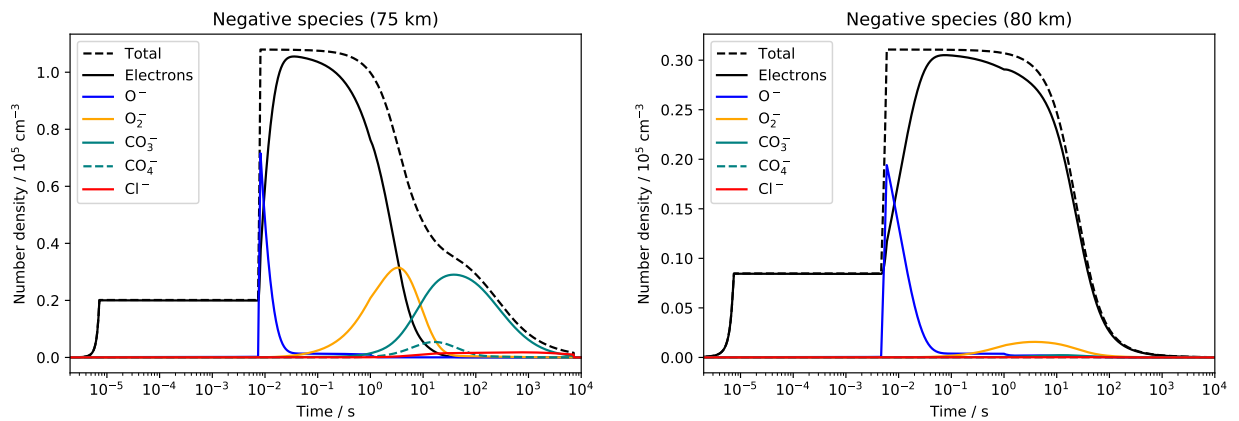 Negative species (75 km)
Number density / 10⁵ cm⁻³
1.0
0.8
0.6
0.4
0.2
0.0
Total
Electrons
O⁻
O₂⁻
CO₃⁻
CO₄⁻
Cl⁻
10⁻⁵ 10⁻⁴ 10⁻³ 10⁻² 10⁻¹ 10⁰ 10¹ 10² 10³ 10⁴
Time / s
Negative species (80 km)
Number density / 10⁵ cm⁻³
0.30
0.25
0.20
0.15
0.10
0.05
0.00
Total
Electrons
O⁻
O₂⁻
CO₃⁻
CO₄⁻
Cl⁻
10⁻⁵ 10⁻⁴ 10⁻³ 10⁻² 10⁻¹ 10⁰ 10¹ 10² 10³ 10⁴
Time / s